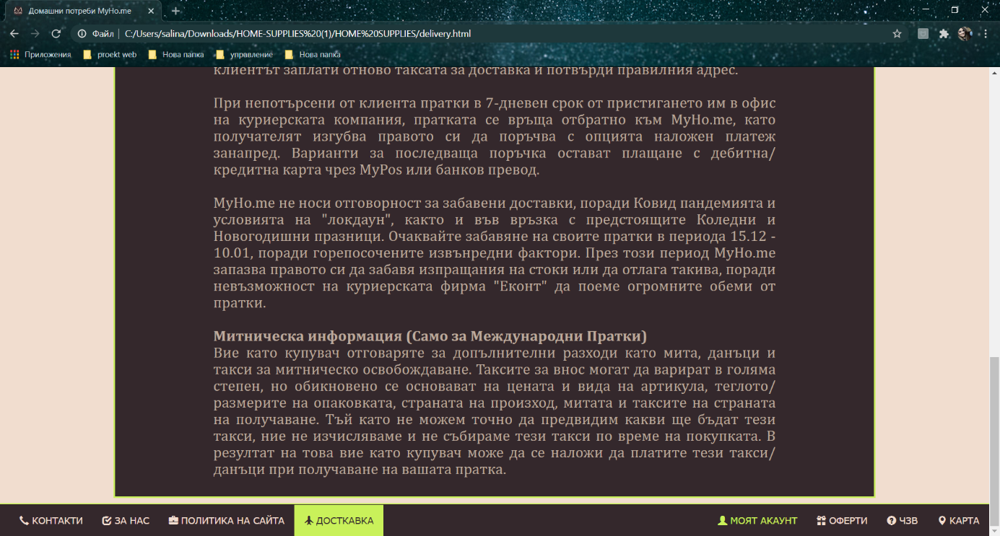 Домашни потреби MyHo.me
Файл | C:/Users/salina/Downloads/HOME-SUPPLIES%20(1)/HOME%20SUPPLIES/delivery.html
Приложения proekt web Нова папка упрвление Нова папка
клиентът заплати отново таксата за доставка и потвърди правилния адрес.
При непотърсени от клиента пратки в 7-дневен срок от пристигането им в офис
на куриерската компания, пратката се връща отбратно към MyHo.me, като
получателят изгубва правото си да поръчва с опцията наложен платеж
занапред. Варианти за последваща поръчка остават плащане с дебитна/
кредитна карта чрез MyPos или банков превод.
MyHo.me не носи отговорност за забавени доставки, поради Ковид пандемията и
условията на "локдаун", както и във връзка с предстоящите Коледни и
Новогодишни празници. Очаквайте забавяне на своите пратки в периода 15.12 -
10.01, поради горепосочените извънредни фактори. През този период MyHo.me
запазва правото си да забавя изпращания на стоки или да отлага такива, поради
невъзможност на куриерската фирма "Еконт" да поеме огромните обеми от
пратки.
Митническа информация (Само за Международни Пратки)
Вие като купувач отговаряте за допълнителни разходи като мита, данъци и
такси за митническо освобождаване. Таксите за внос могат да варират в голяма
степен, но обикновено се основават на цената и вида на артикула, теглото/
размерите на опаковката, страната на произход, митата и таксите на страната
на получаване. Тъй като не можем точно да предвидим какви ще бъдат тези
такси, ние не изчисляваме и не събираме тези такси по време на покупката. В
резултат на това вие като купувач може да се наложи да платите тези такси/
данъци при получаване на вашата пратка.
КОНТАКТИ ЗА НАС ПОЛИТИКА НА САЙТА ДОСТКАВКА МОЯТ АКАУНТ ОФЕРТИ ЧЗВ КАРТА